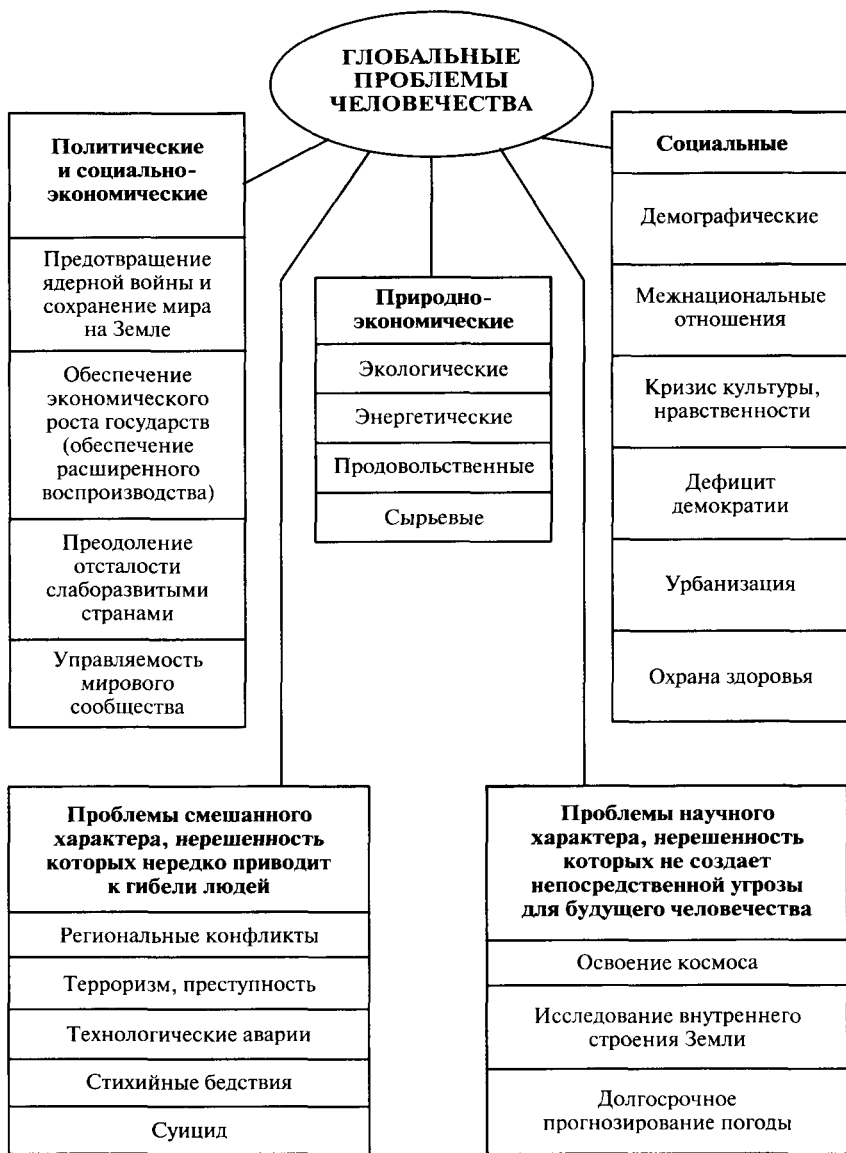 ГЛОБАЛЬНЫЕ
ПРОБЛЕМЫ
ЧЕЛОВЕЧЕСТВА
Политические
и социально-
экономические
Предотвращение
ядерной войны и
сохранение мира
на Земле
Обеспечение
экономического
роста государств
(обеспечение
расширенного
воспроизводства)
Преодоление
отсталости
слаборазвитыми
странами
Управляемость
мирового
сообщества
Природно-
экономические
Экологические
Энергетические
Продовольственные
Сырьевые
Социальные
Демографические
Межнациональные
отношения
Кризис культуры,
нравственности
Дефицит
демократии
Урбанизация
Охрана здоровья
Проблемы смешанного
характера, нерешенность
которых нередко приводит
к гибели людей
Региональные конфликты
Терроризм, преступность
Технологические аварии
Стихийные бедствия
Суицид
Проблемы научного
характера, нерешенность
которых не создает
непосредственной угрозы
для будущего человечества
Освоение космоса
Исследование внутреннего
строения Земли
Долгосрочное
прогнозирование погоды